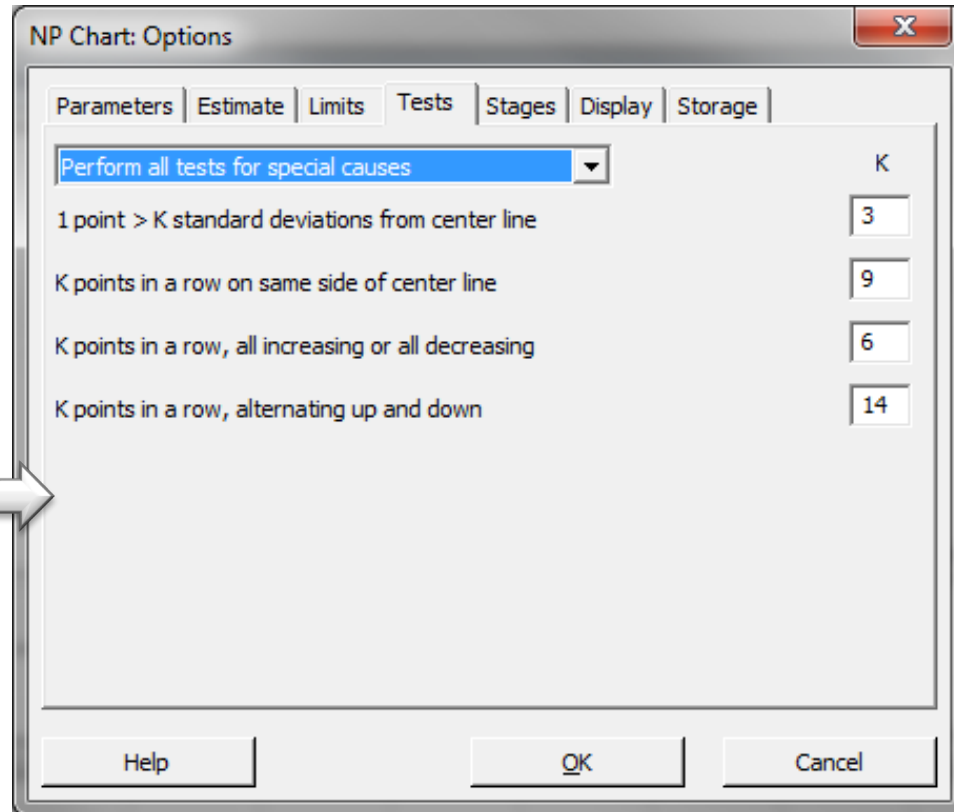 NP Chart: Options
Parameters Estimate Limits Tests Stages Display Storage
Perform all tests for special causes K
1 point > K standard deviations from center line 3
K points in a row on same side of center line 9
K points in a row, all increasing or all decreasing 6
K points in a row, alternating up and down 14
Help OK Cancel